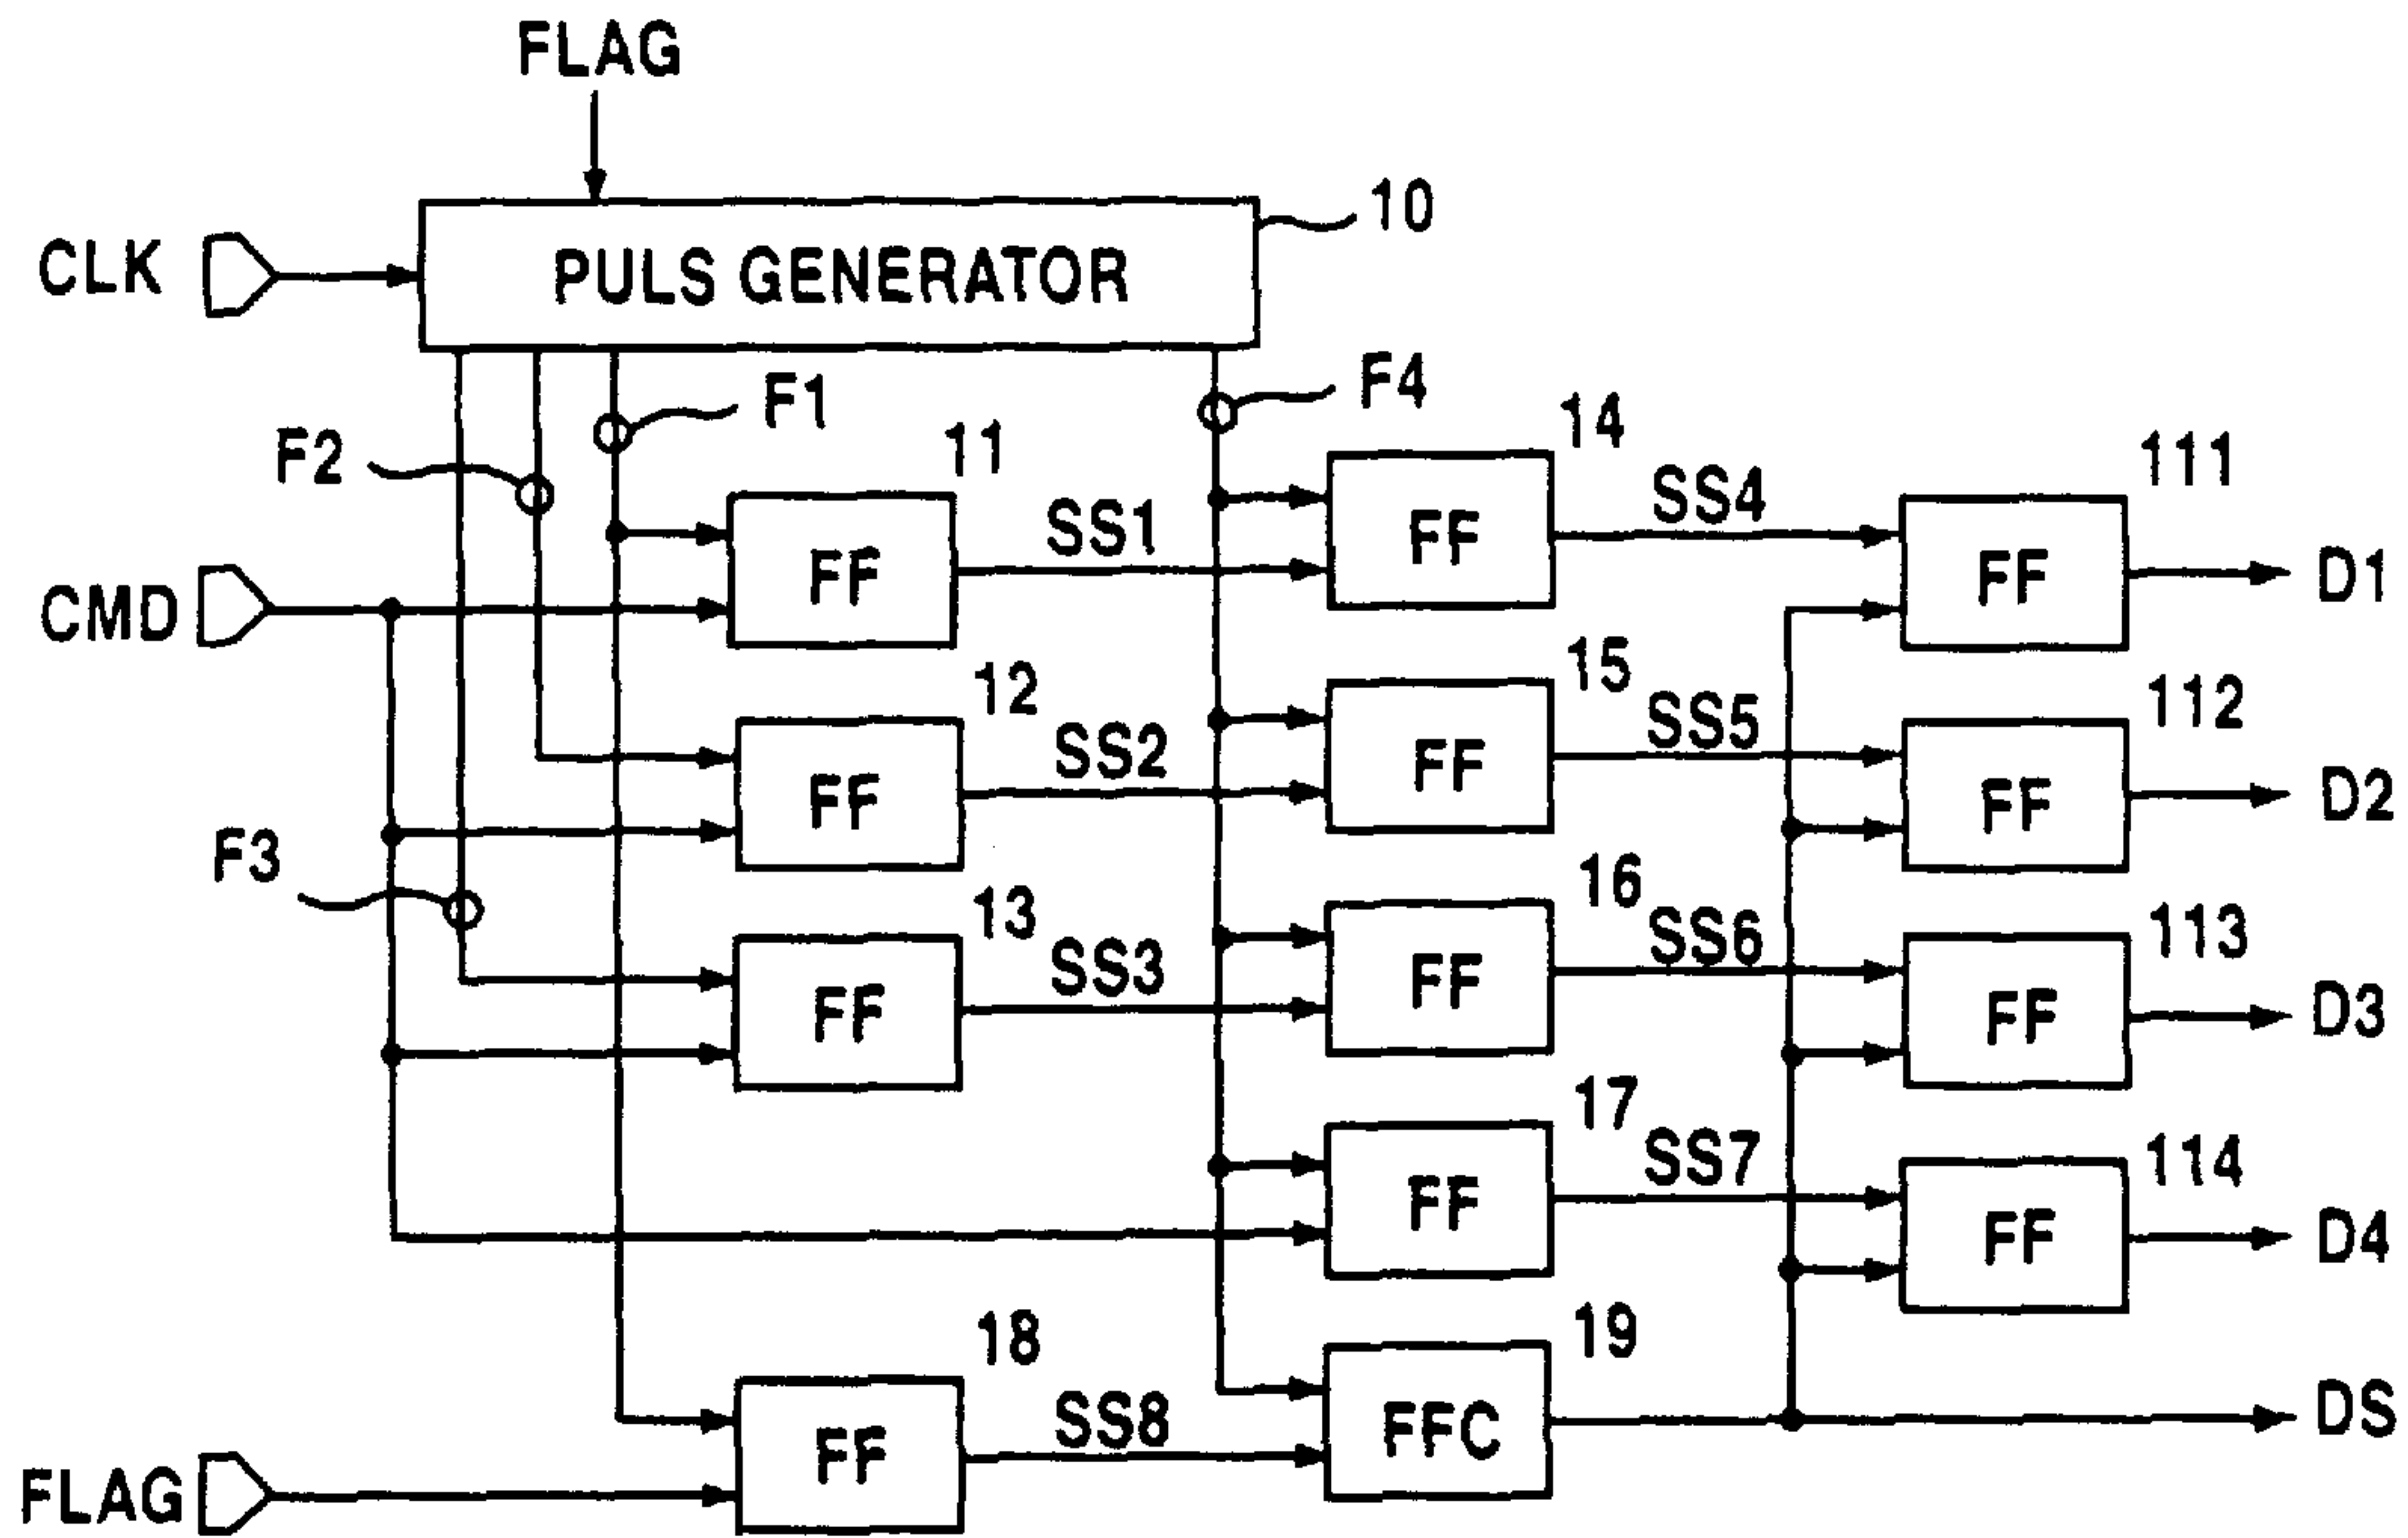 FLAG
10
CLK
PULS GENERATOR
F1
F4
F2
11
14
111
SS1
SS4
CMD
FF
FF
FF
D1
12
15
112
SS2
SS5
FF
FF
FF
D2
F3
13
16
113
SS3
SS6
FF
FF
FF
D3
17
114
SS7
FF
FF
D4
18
19
SS8
FF
FFC
DS
FLAG